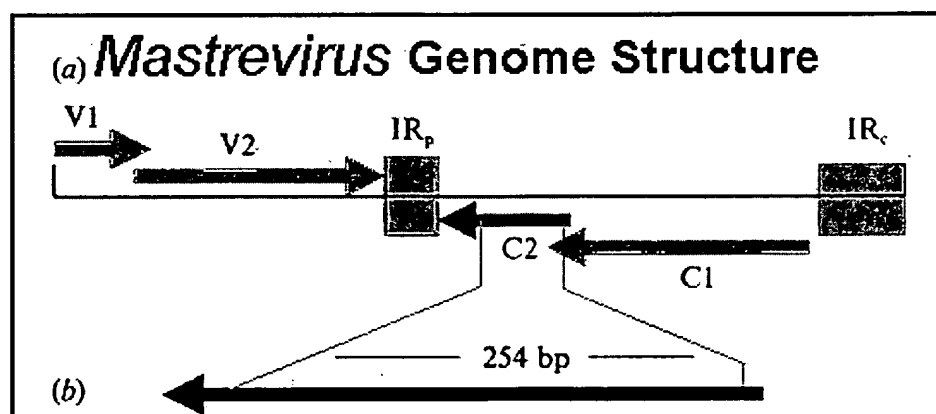 (a) Mastrevirus Genome Structure
V1
V2
IRp
IRc
C2
C1
254 bp
(b)